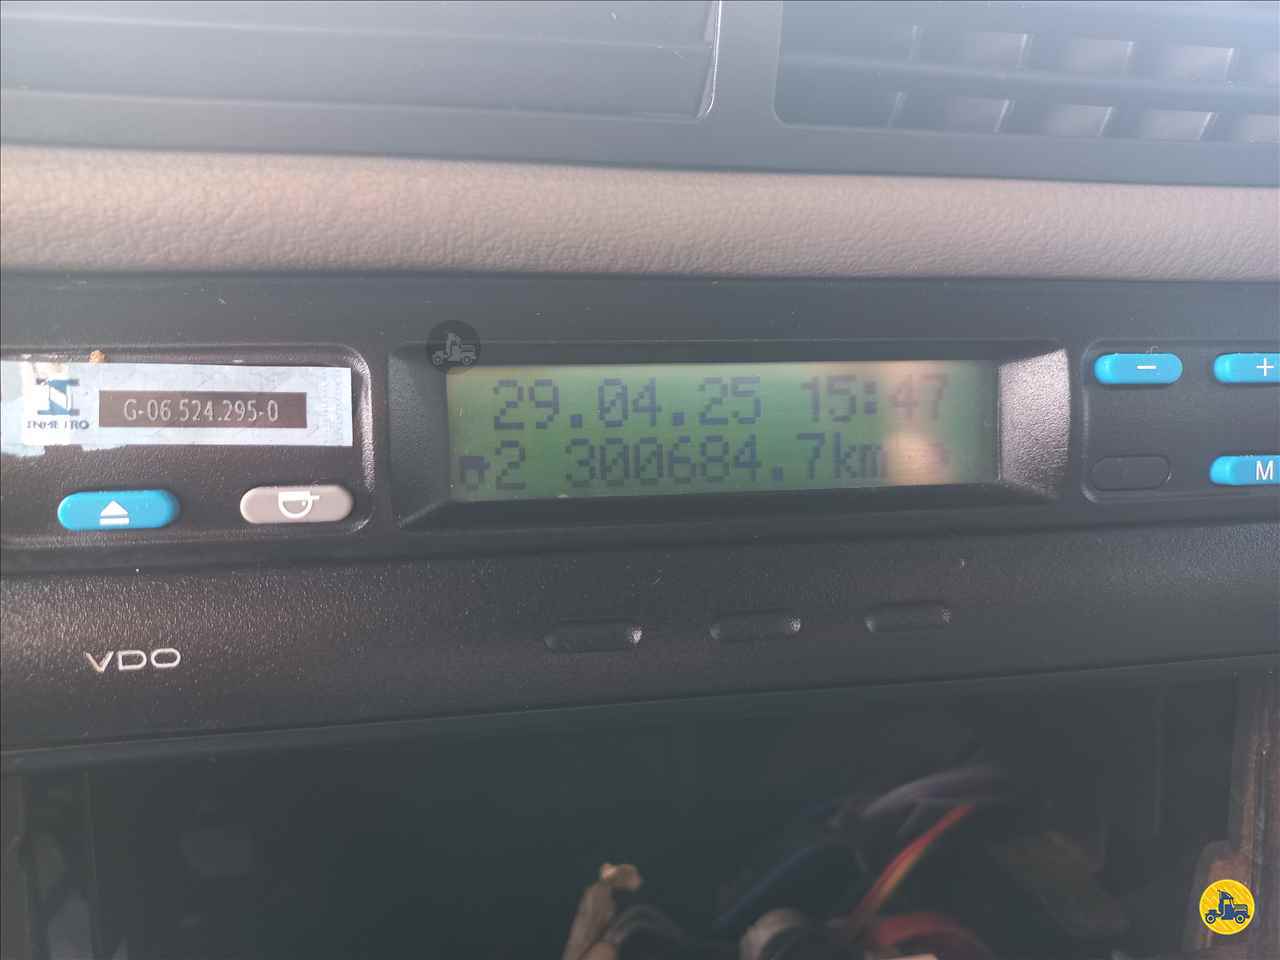 INMETRO
G-06 524.295-0
29.04.25 15:47
2 300684.7km
−
+
M
VDO